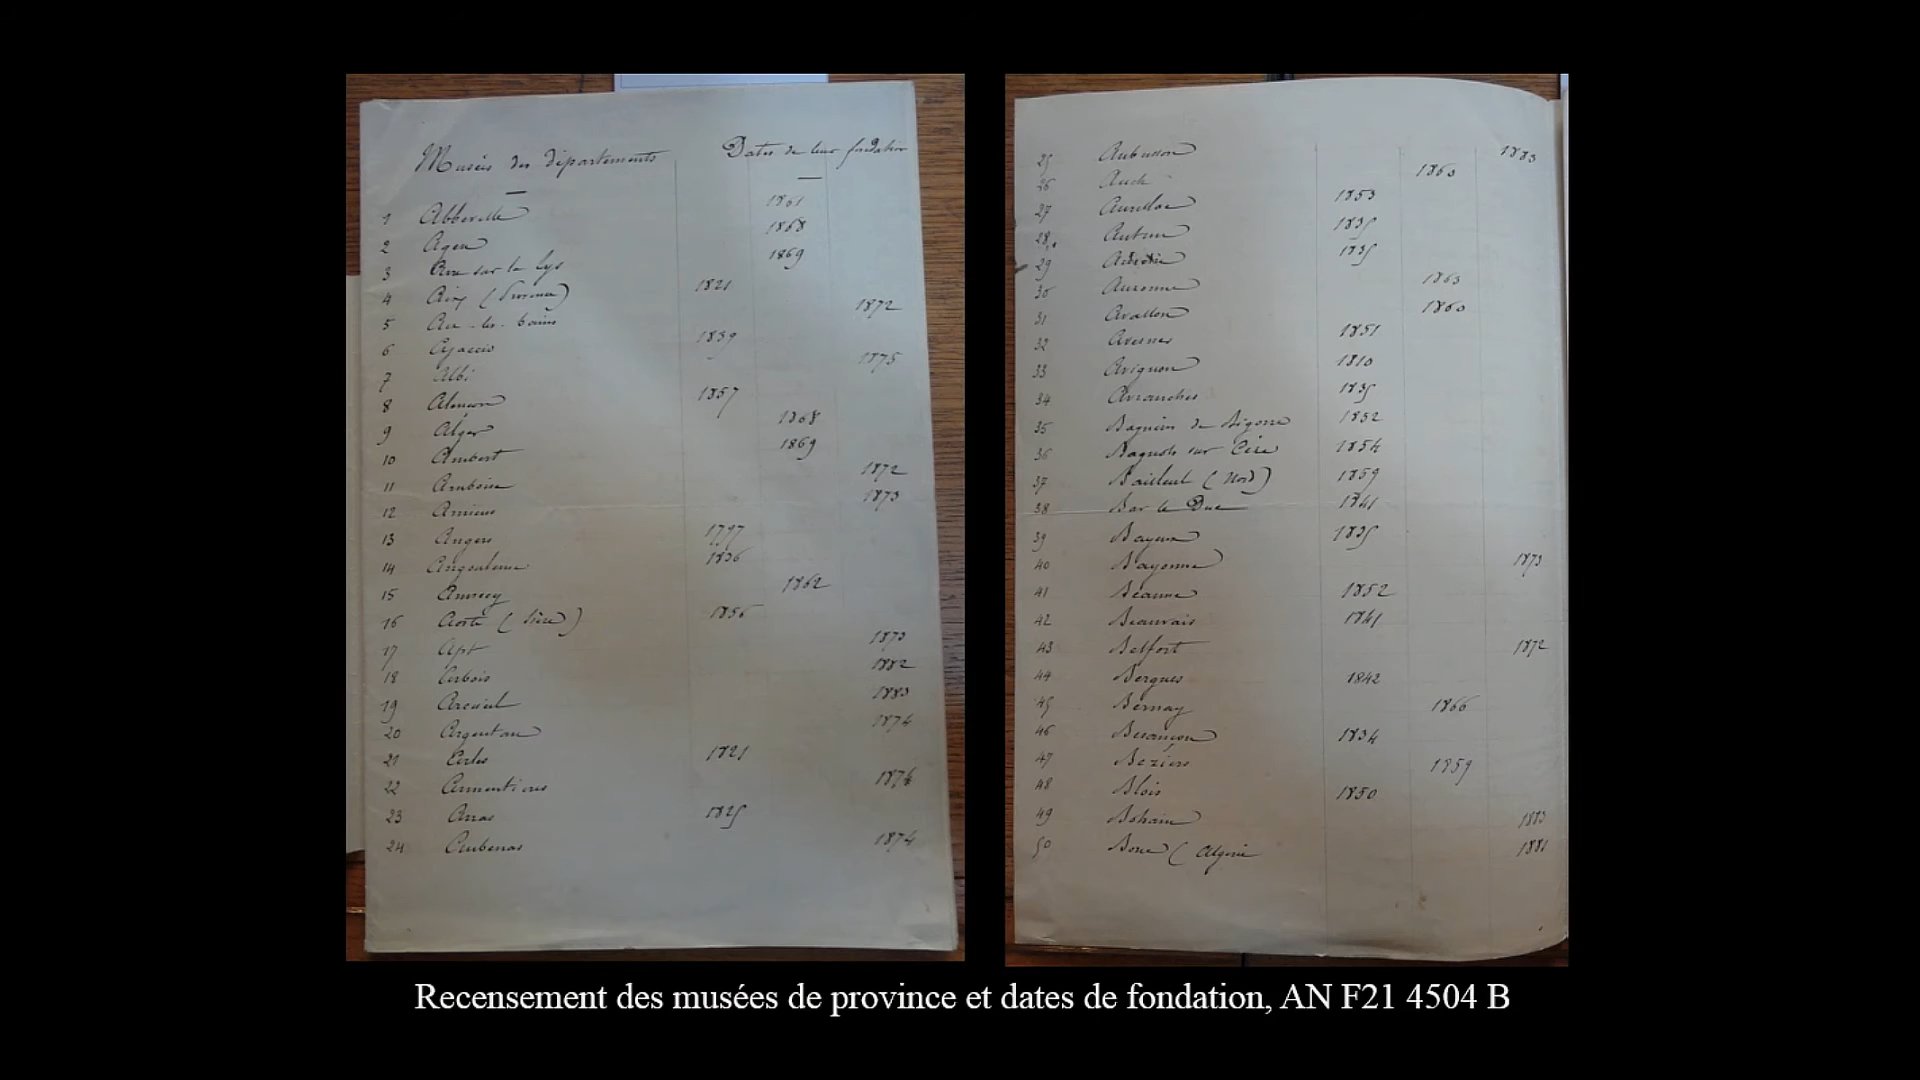 Musées des départements Dates de leur fondation
1 Abbeville 1861
2 Agen 1868
3 Aire sur la Lys 1869
4 Aix (Provence) 1821
5 Aix-les-bains 1872
6 Ajaccio 1839
7 Albi 1875
8 Alençon 1857
9 Alger 1868
10 Ambert 1869
11 Amboise 1872
12 Amiens 1873
13 Angers 1797
14 Angoulême 1836
15 Annecy 1862
16 Aoste (Isère) 1856
17 Apt 1873
18 Arbois 1882
19 Arcueil 1883
20 Argentan 1874
21 Arles 1821
22 Armentières 1874
23 Arras 1825
24 Aubenas 1874
25 Aubusson 1883
26 Auch
27 Aurillac 1853
28 Autun 1835
29 1835
30 Auxonne 1863
31 Avallon 1860
32 Avesnes 1851
33 Avignon 1810
34 Avranches 1835
35 Bagnères de Bigorre 1852
36 Bagnols sur Cèze 1854
37 Bailleul (Nord) 1859
38 Bar le Duc 1841
39 Bayeux 1835
40 Bayonne 1873
41 Beaune 1852
42 Beauvais 1841
43 Belfort 1872
44 Bergues 1842
45 Bernay 1866
46 Besançon 1834
47 Béziers 1859
48 Blois 1850
49 Bohain 1883
50 Bone (Algérie 1881
Recensement des musées de province et dates de fondation, AN F21 4504 B